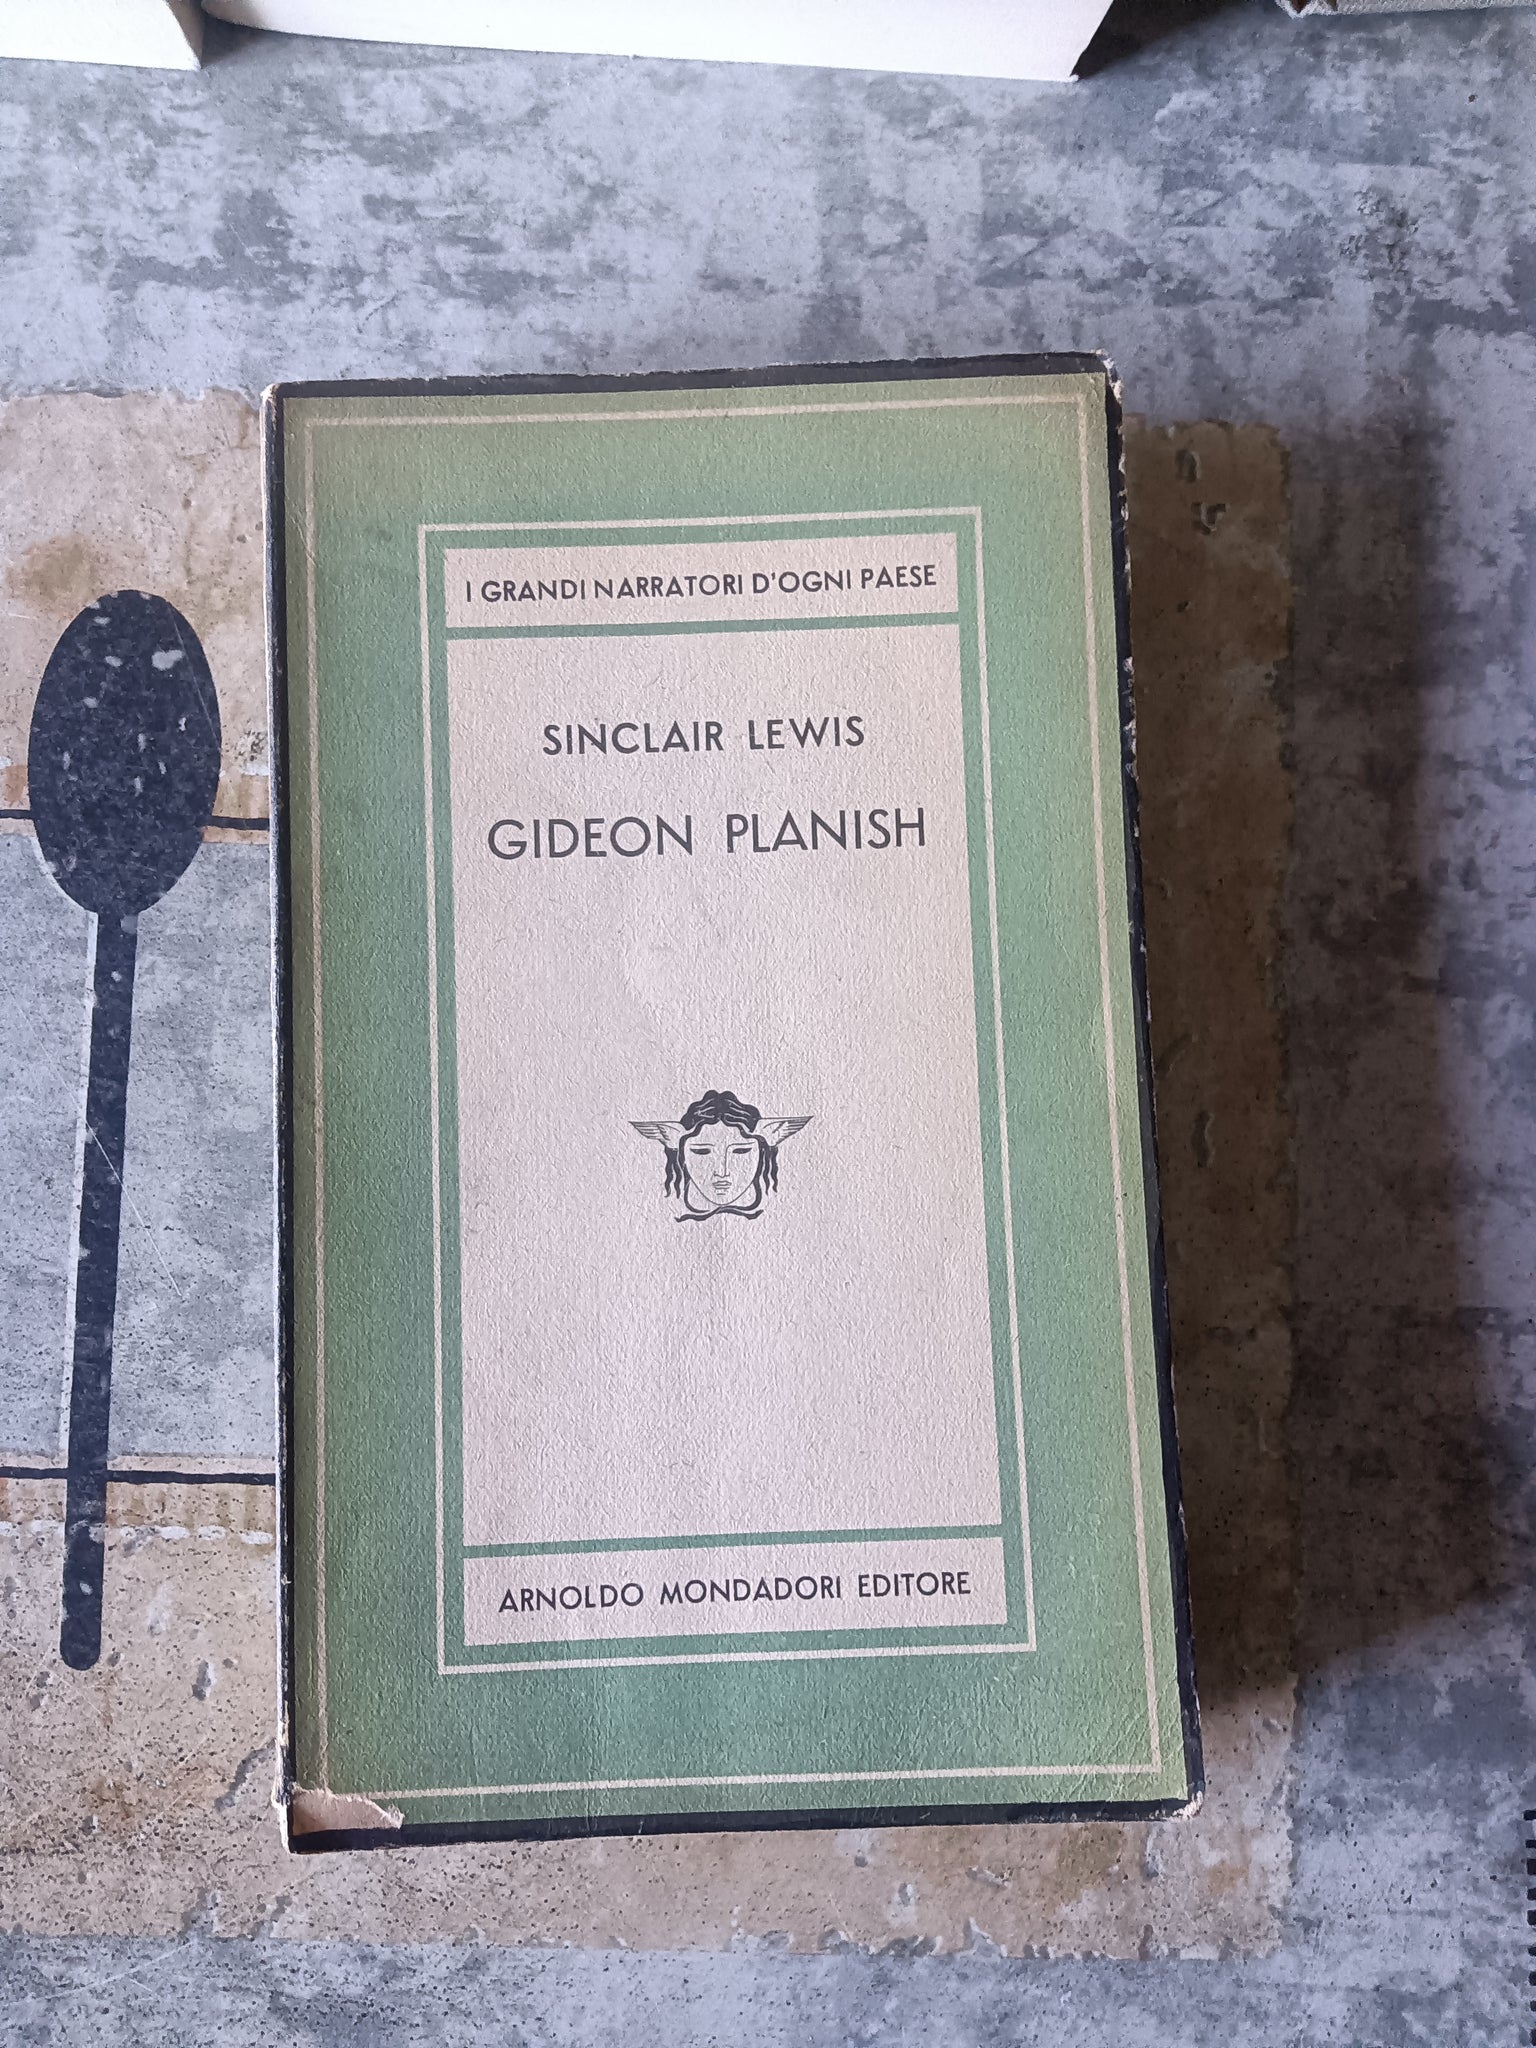 I GRANDI NARRATORI D'OGNI PAESE
SINCLAIR LEWIS
GIDEON PLANISH
ARNOLDO MONDADORI EDITORE